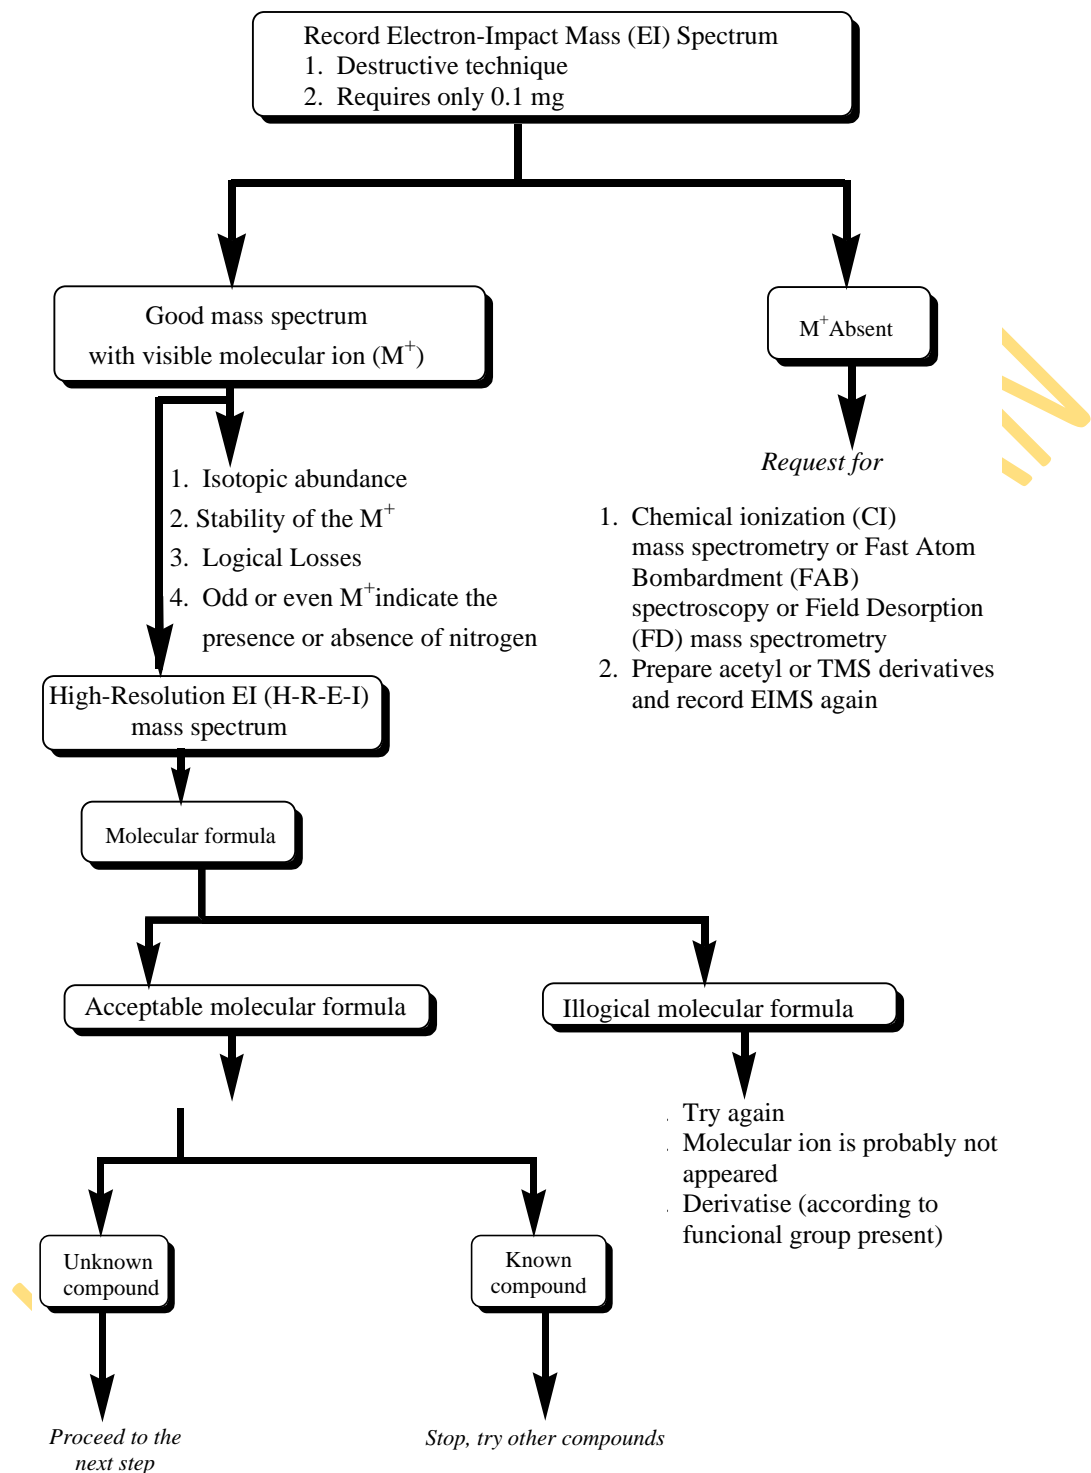 Record Electron-Impact Mass (EI) Spectrum
1. Destructive technique
2. Requires only 0.1 mg
Good mass spectrum
with visible molecular ion (M+)
M+Absent
1. Isotopic abundance
2. Stability of the M+
3. Logical Losses
4. Odd or even M+indicate the
presence or absence of nitrogen
Request for
1. Chemical ionization (CI)
mass spectrometry or Fast Atom
Bombardment (FAB)
spectroscopy or Field Desorption
(FD) mass spectrometry
2. Prepare acetyl or TMS derivatives
and record EIMS again
High-Resolution EI (H-R-E-I)
mass spectrum
Molecular formula
Acceptable molecular formula
Illogical molecular formula
. Try again
. Molecular ion is probably not
appeared
. Derivatise (according to
funcional group present)
Unknown
compound
Known
compound
Proceed to the
next step
Stop, try other compounds